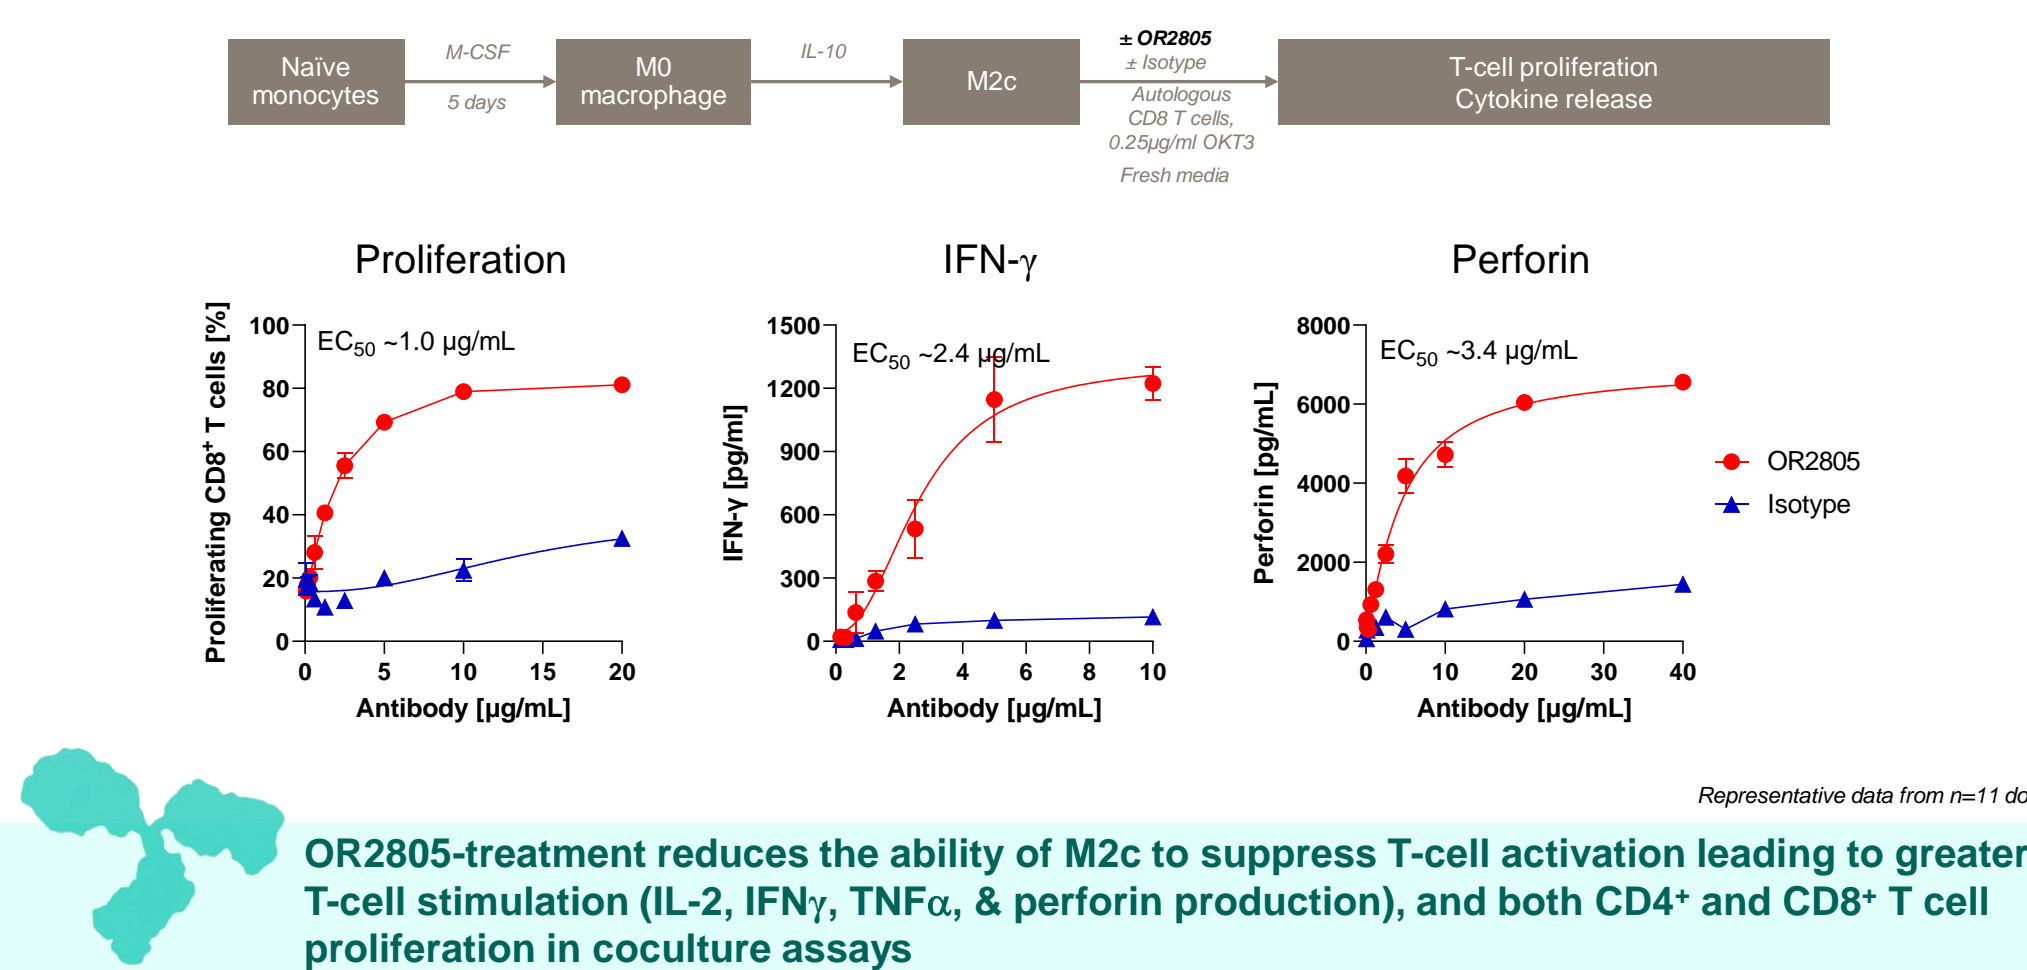 Naïve
monocytes
M-CSF
5 days
M0
macrophage
IL-10
M2c
± OR2805
± Isotype
Autologous
CD8 T cells,
0.25µg/ml OKT3
Fresh media
T-cell proliferation
Cytokine release
Proliferation
Proliferating CD8⁺ T cells [%]
100
80
60
40
20
0
EC₅₀ ~1.0 µg/mL
0 5 10 15 20
Antibody [µg/mL]
IFN-γ
IFN-γ [pg/ml]
1500
1200
900
600
300
0
EC₅₀ ~2.4 µg/mL
0 2 4 6 8 10
Antibody [µg/mL]
Perforin
Perforin [pg/mL]
8000
6000
4000
2000
0
EC₅₀ ~3.4 µg/mL
0 10 20 30 40
Antibody [µg/mL]
OR2805
Isotype
Representative data from n=11 do
OR2805-treatment reduces the ability of M2c to suppress T-cell activation leading to greater
T-cell stimulation (IL-2, IFNγ, TNFα, & perforin production), and both CD4⁺ and CD8⁺ T cell
proliferation in coculture assays